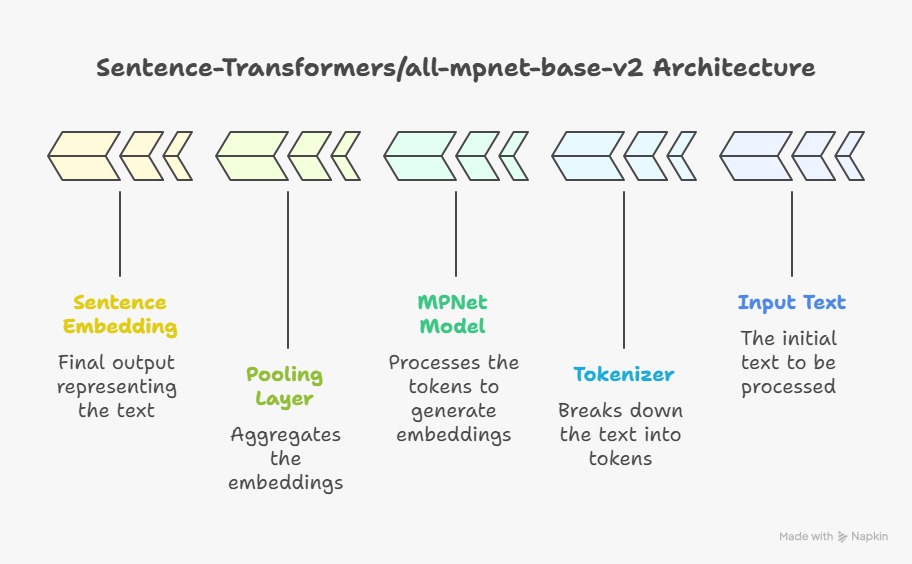 Sentence-Transformers/all-mpnet-base-v2 Architecture
Sentence
Embedding
Final output
representing
the text
Pooling
Layer
Aggregates
the
embeddings
MPNet
Model
Processes the
tokens to
generate
embeddings
Tokenizer
Breaks down
the text into
tokens
Input Text
The initial
text to be
processed
Made with Napkin